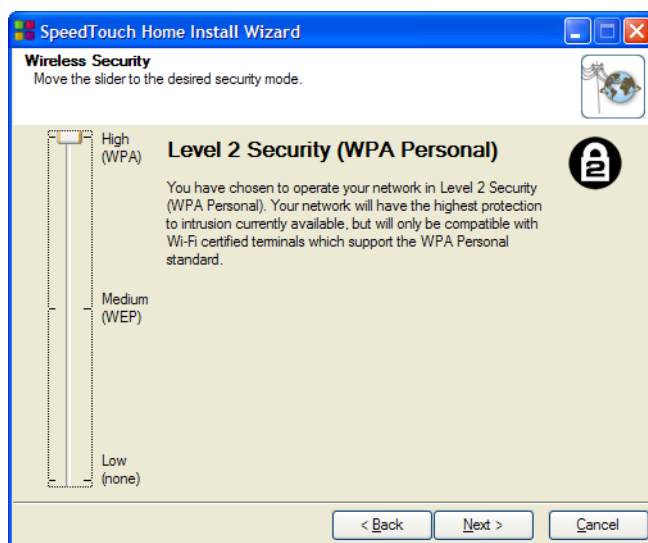 SpeedTouch Home Install Wizard
Wireless Security
Move the slider to the desired security mode.
High
(WPA)
Level 2 Security (WPA Personal)
2
You have chosen to operate your network in Level 2 Security
(WPA Personal). Your network will have the highest protection
to intrusion currently available, but will only be compatible with
Wi-Fi certified terminals which support the WPA Personal
standard.
Medium
(WEP)
Low
(none)
< Back
Next >
Cancel